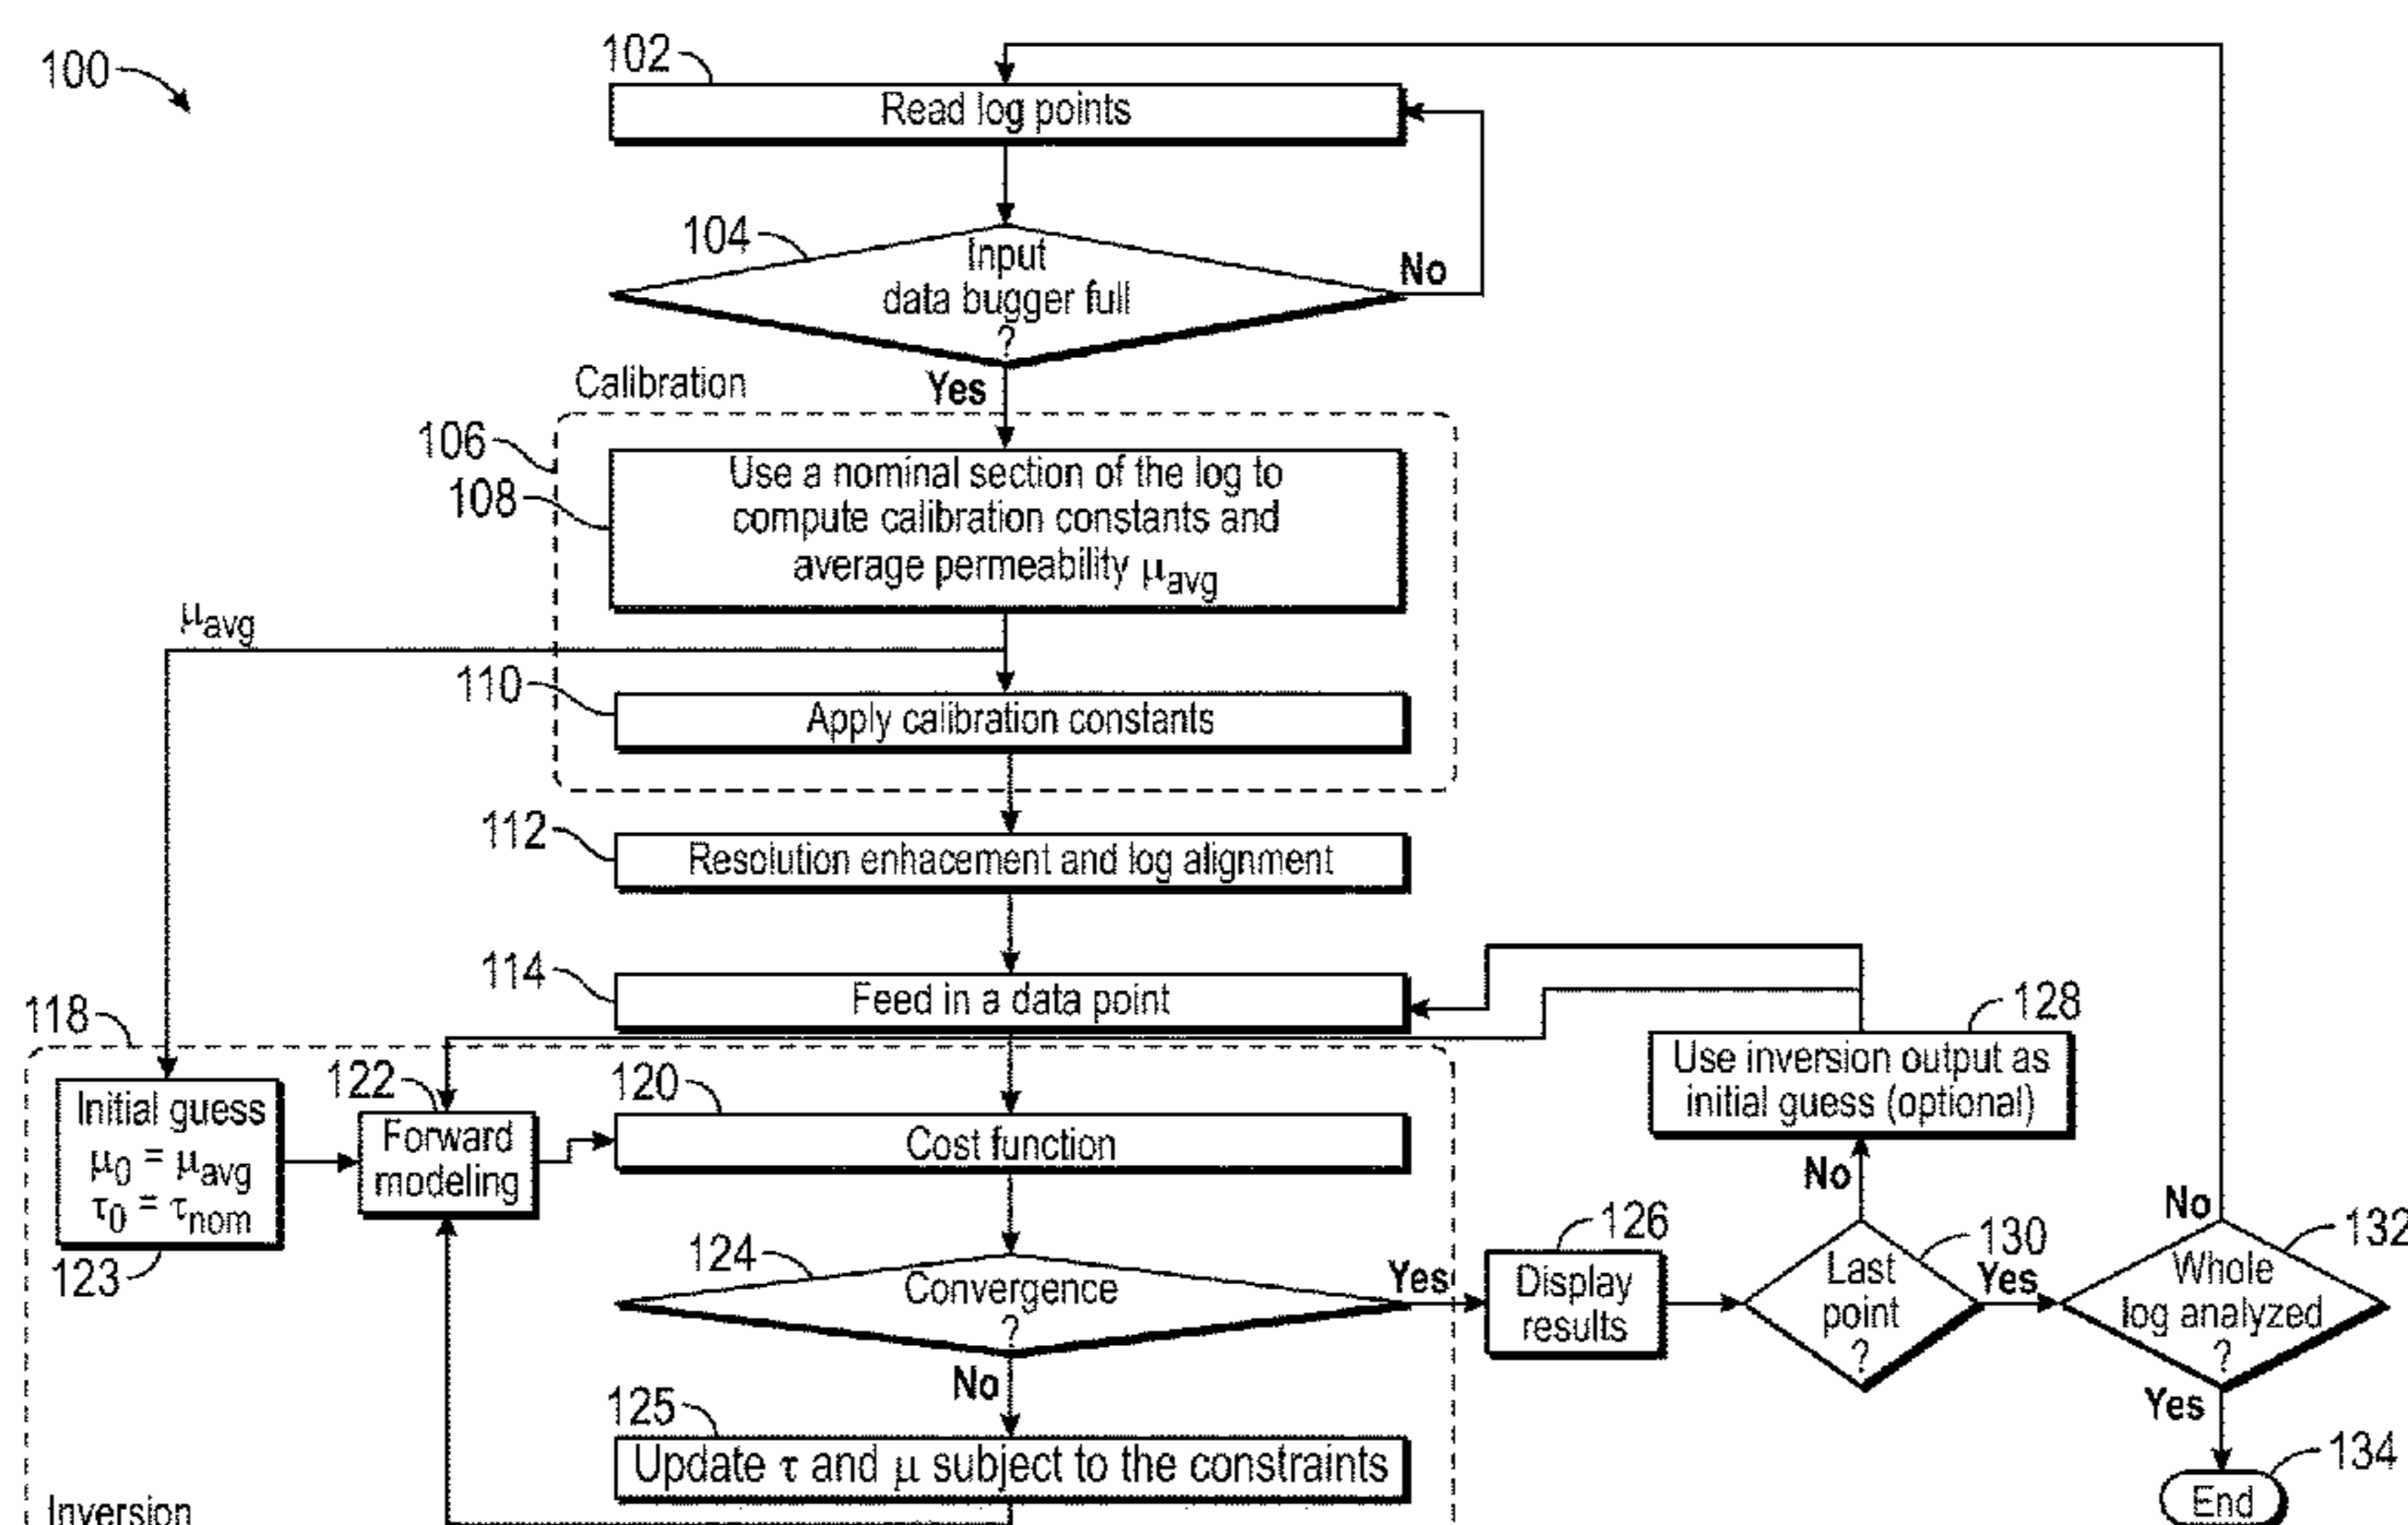 100
102
Read log points
104
Input
data bugger full
?
No
Yes
Calibration
106
108
Use a nominal section of the log to
compute calibration constants and
average permeability μavg
μavg
110
Apply calibration constants
112
Resolution enhacement and log alignment
114
Feed in a data point
118
128
Use inversion output as
initial guess (optional)
122
120
Initial guess
μ0 = μavg
τ0 = τnom
123
Forward
modeling
Cost function
124
Convergence
?
Yes
126
Display
results
No
130
Last
point
?
Yes
No
132
Whole
log analyzed
?
Yes
No
125
Update τ and μ subject to the constraints
134
End
Inversion